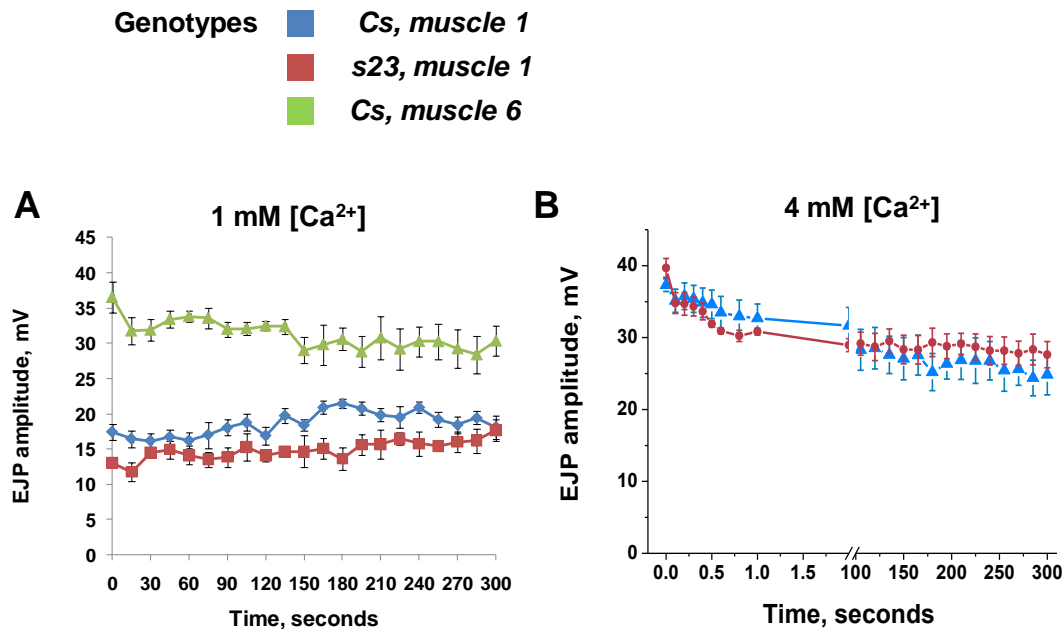 Genotypes
Cs, muscle 1
s23, muscle 1
Cs, muscle 6
A
1 mM [Ca²⁺]
EJP amplitude, mV
45
40
35
30
25
20
15
10
5
0
0 30 60 90 120 150 180 210 240 270 300
Time, seconds
B
4 mM [Ca²⁺]
EJP amplitude, mV
40
30
20
10
0
0.0 0.5 1.0 1.5 100 150 200 250 300
Time, seconds